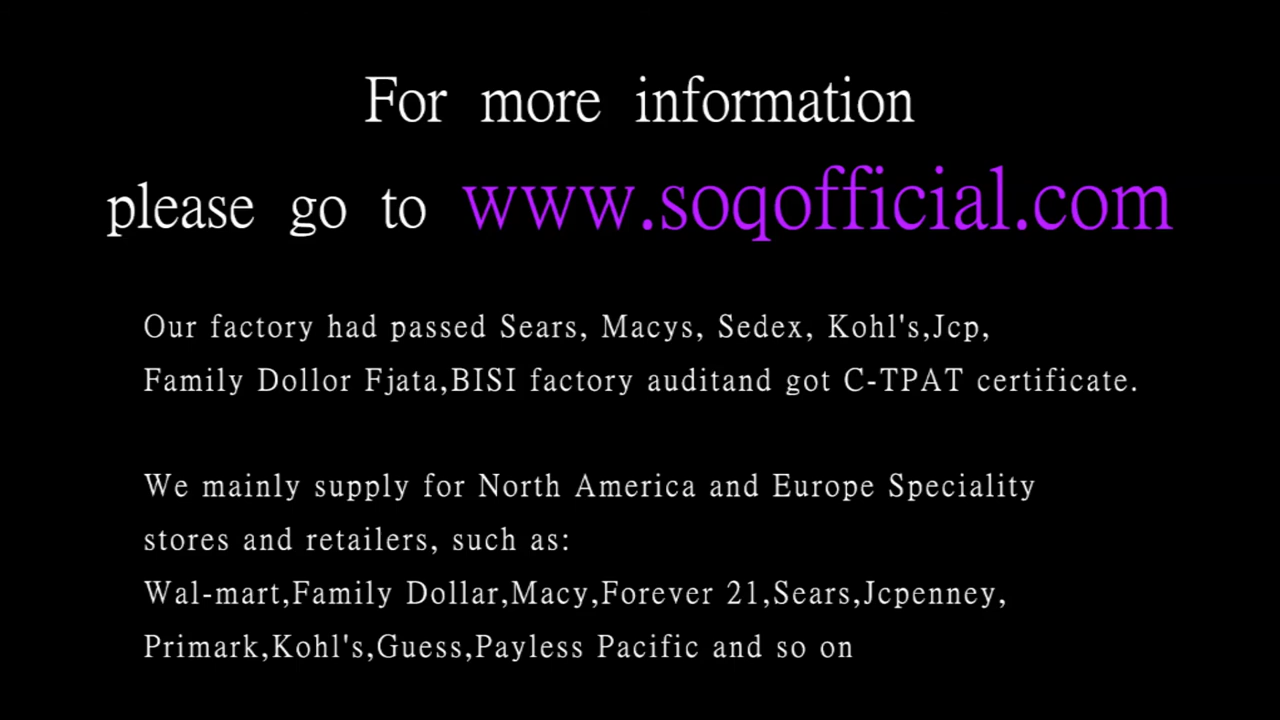 For more information
please go to www.soqofficial.com
Our factory had passed Sears, Macys, Sedex, Kohl's,Jcp,
Family Dollor Fjata,BISI factory auditand got C-TPAT certificate.
We mainly supply for North America and Europe Speciality
stores and retailers, such as:
Wal-mart,Family Dollar,Macy,Forever 21,Sears,Jcpenney,
Primark,Kohl's,Guess,Payless Pacific and so on